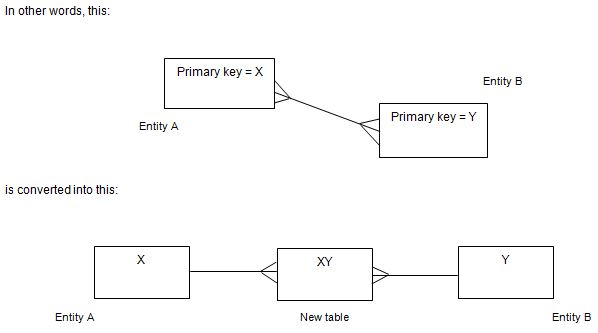 In other words, this:
Primary key = X
Entity B
Primary key = Y
Entity A
is converted into this:
X
XY
Y
Entity A
New table
Entity B